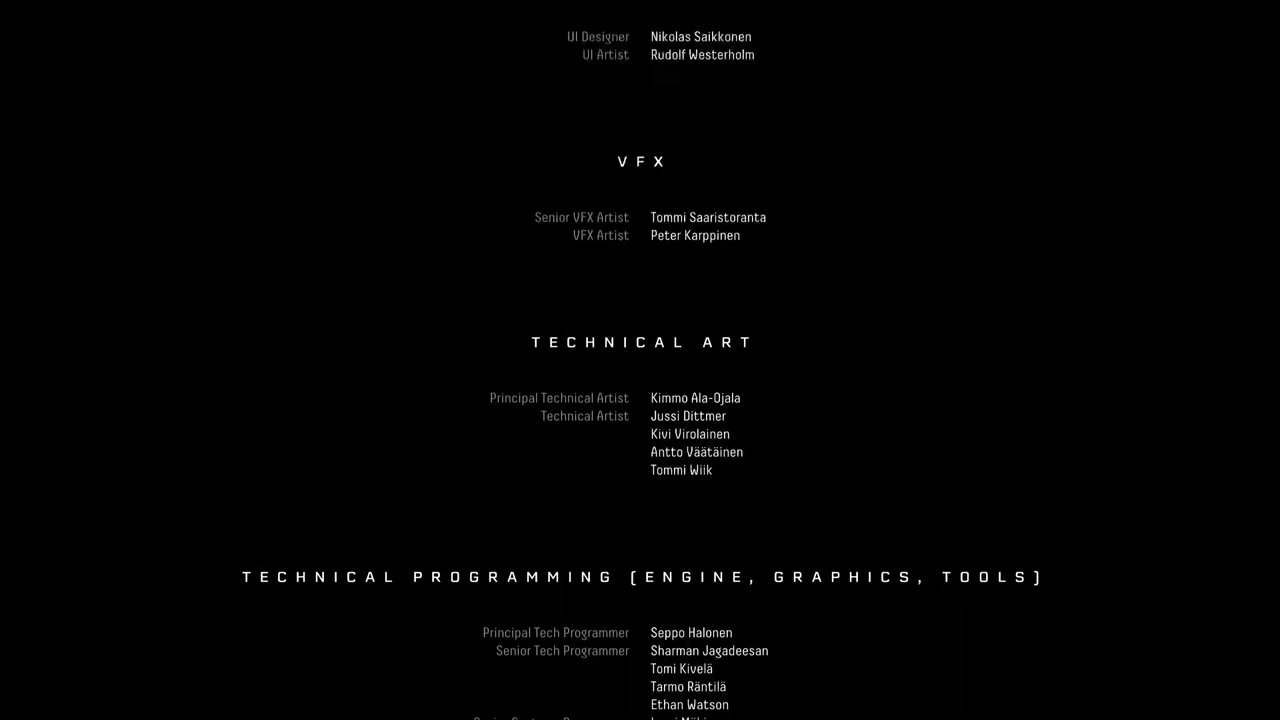 UI Designer Nikolas Saikkonen
UI Artist Rudolf Westerholm
VFX
Senior VFX Artist Tommi Saaristoranta
VFX Artist Peter Karppinen
TECHNICAL ART
Principal Technical Artist Kimmo Ala-Ojala
Technical Artist Jussi Dittmer
Kivi Virolainen
Antto Väätäinen
Tommi Wiik
TECHNICAL PROGRAMMING [ENGINE, GRAPHICS, TOOLS]
Principal Tech Programmer Seppo Halonen
Senior Tech Programmer Sharman Jagadeesan
Tomi Kivelä
Tarmo Räntilä
Ethan Watson